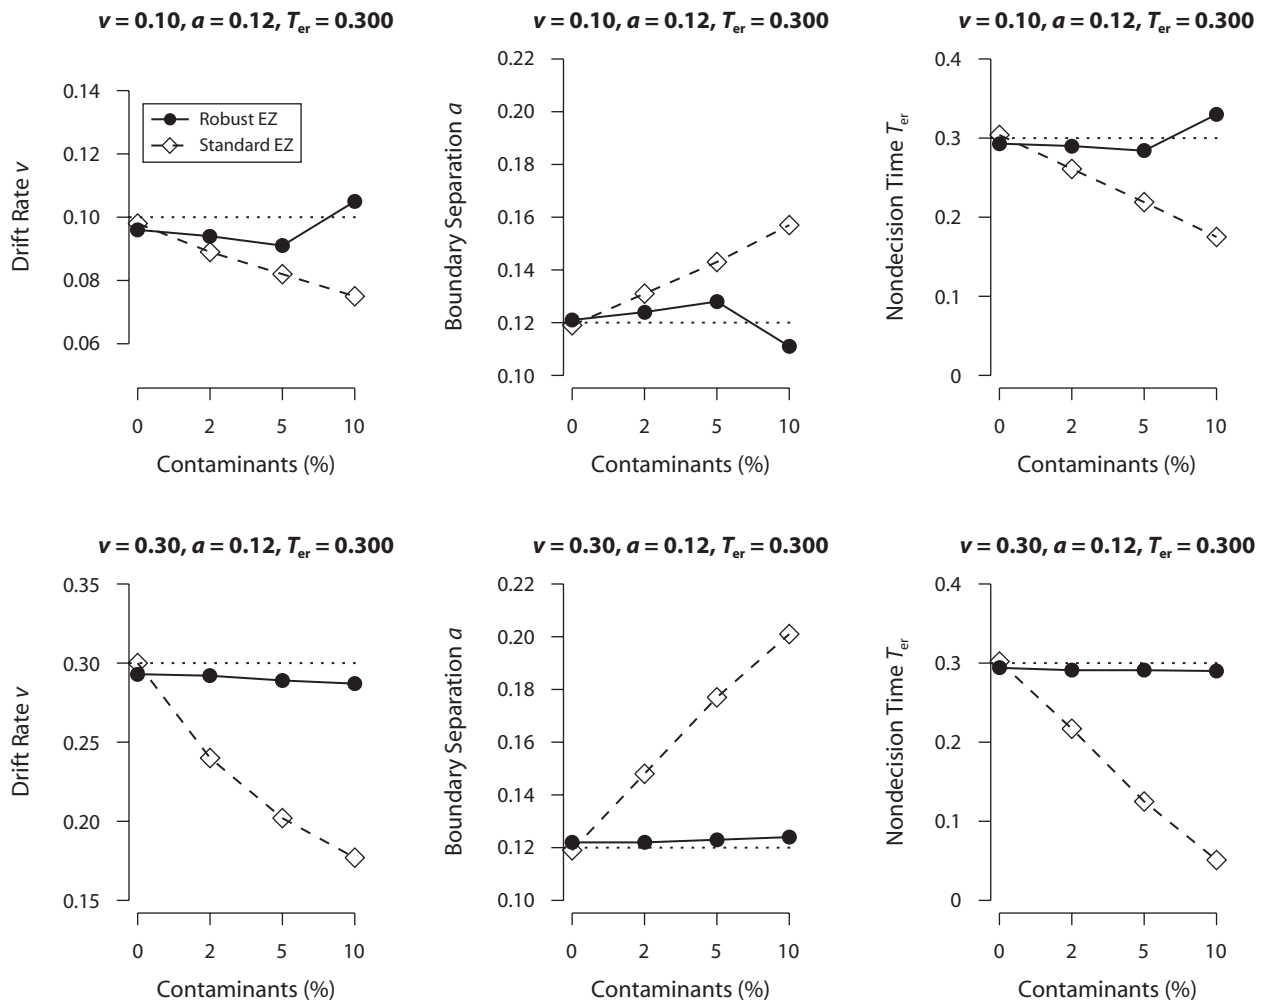 v = 0.10, a = 0.12, Ter = 0.300
Drift Rate v
0.14
0.12
0.10
0.08
0.06
Robust EZ
Standard EZ
0 2 5 10
Contaminants (%)
v = 0.10, a = 0.12, Ter = 0.300
Boundary Separation a
0.22
0.20
0.18
0.16
0.14
0.12
0.10
0 2 5 10
Contaminants (%)
v = 0.10, a = 0.12, Ter = 0.300
Nondecision Time Ter
0.4
0.3
0.2
0.1
0
0 2 5 10
Contaminants (%)
v = 0.30, a = 0.12, Ter = 0.300
Drift Rate v
0.35
0.30
0.25
0.20
0.15
0 2 5 10
Contaminants (%)
v = 0.30, a = 0.12, Ter = 0.300
Boundary Separation a
0.22
0.20
0.18
0.16
0.14
0.12
0.10
0 2 5 10
Contaminants (%)
v = 0.30, a = 0.12, Ter = 0.300
Nondecision Time Ter
0.4
0.3
0.2
0.1
0
0 2 5 10
Contaminants (%)